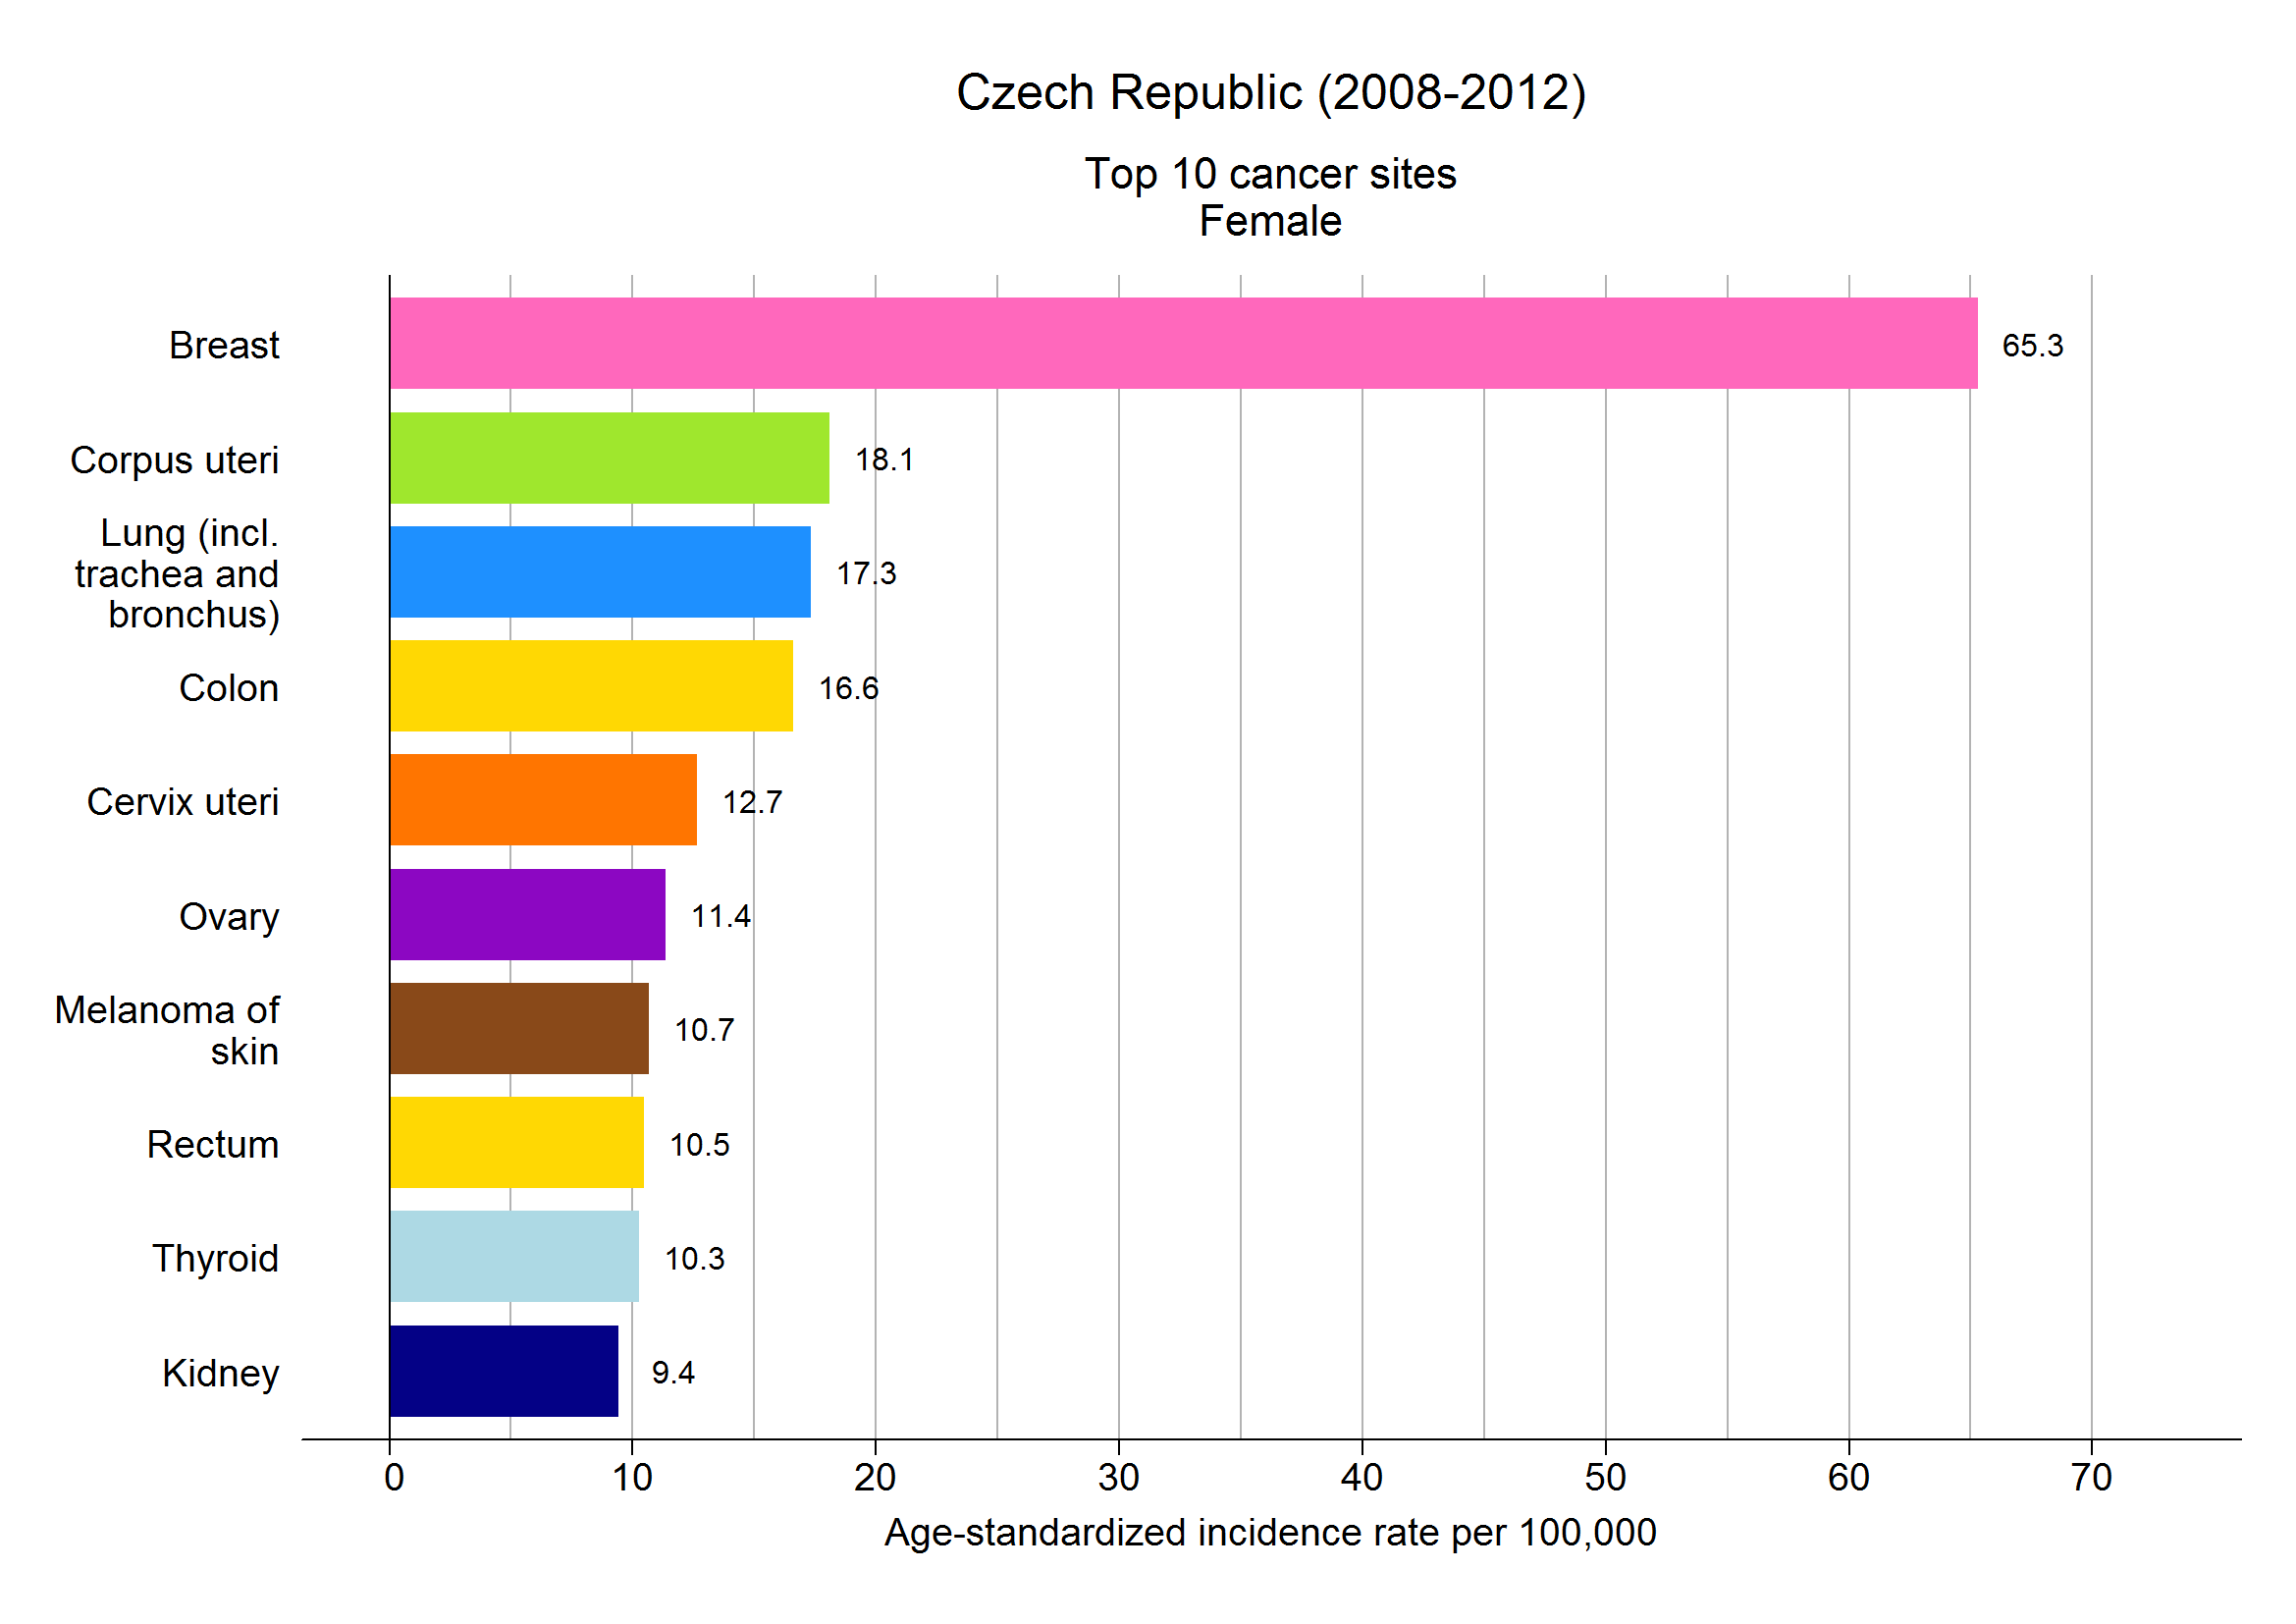 Czech Republic (2008-2012)
Top 10 cancer sites
Female
Breast
65.3
Corpus uteri
18.1
Lung (incl.
trachea and
bronchus)
17.3
Colon
16.6
Cervix uteri
12.7
Ovary
11.4
Melanoma of
skin
10.7
Rectum
10.5
Thyroid
10.3
Kidney
9.4
0 10 20 30 40 50 60 70
Age-standardized incidence rate per 100,000